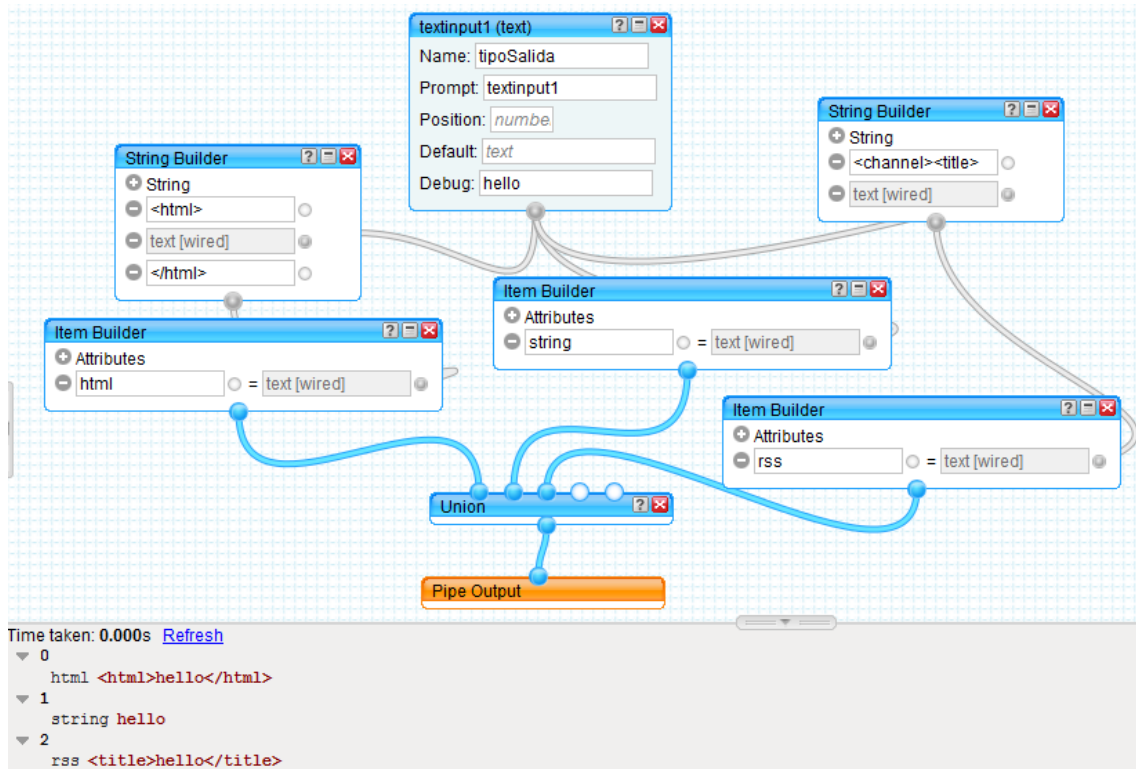 textinput1 (text)
Name: tipoSalida
Prompt: textinput1
Position: numbe
Default: text
Debug: hello
String Builder
String
<channel><title>
text [wired]
String Builder
String
<html>
text [wired]
</html>
Item Builder
Attributes
string = text [wired]
Item Builder
Attributes
html = text [wired]
Item Builder
Attributes
rss = text [wired]
Union
Pipe Output
Time taken: 0.000s Refresh
0
html <html>hello</html>
1
string hello
2
rss <title>hello</title>